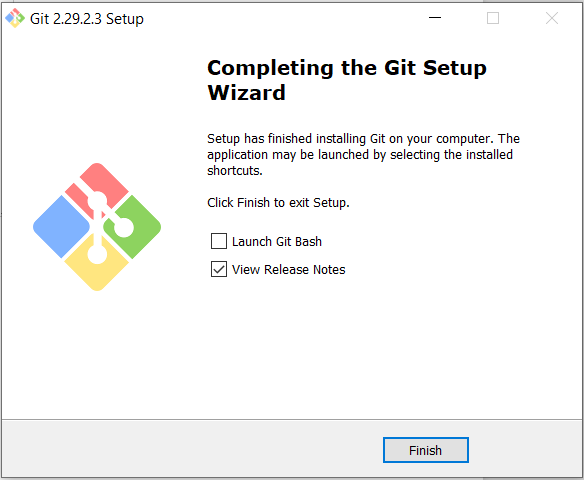 Git 2.29.2.3 Setup
Completing the Git Setup
Wizard
Setup has finished installing Git on your computer. The
application may be launched by selecting the installed
shortcuts.
Click Finish to exit Setup.
Launch Git Bash
View Release Notes
Finish